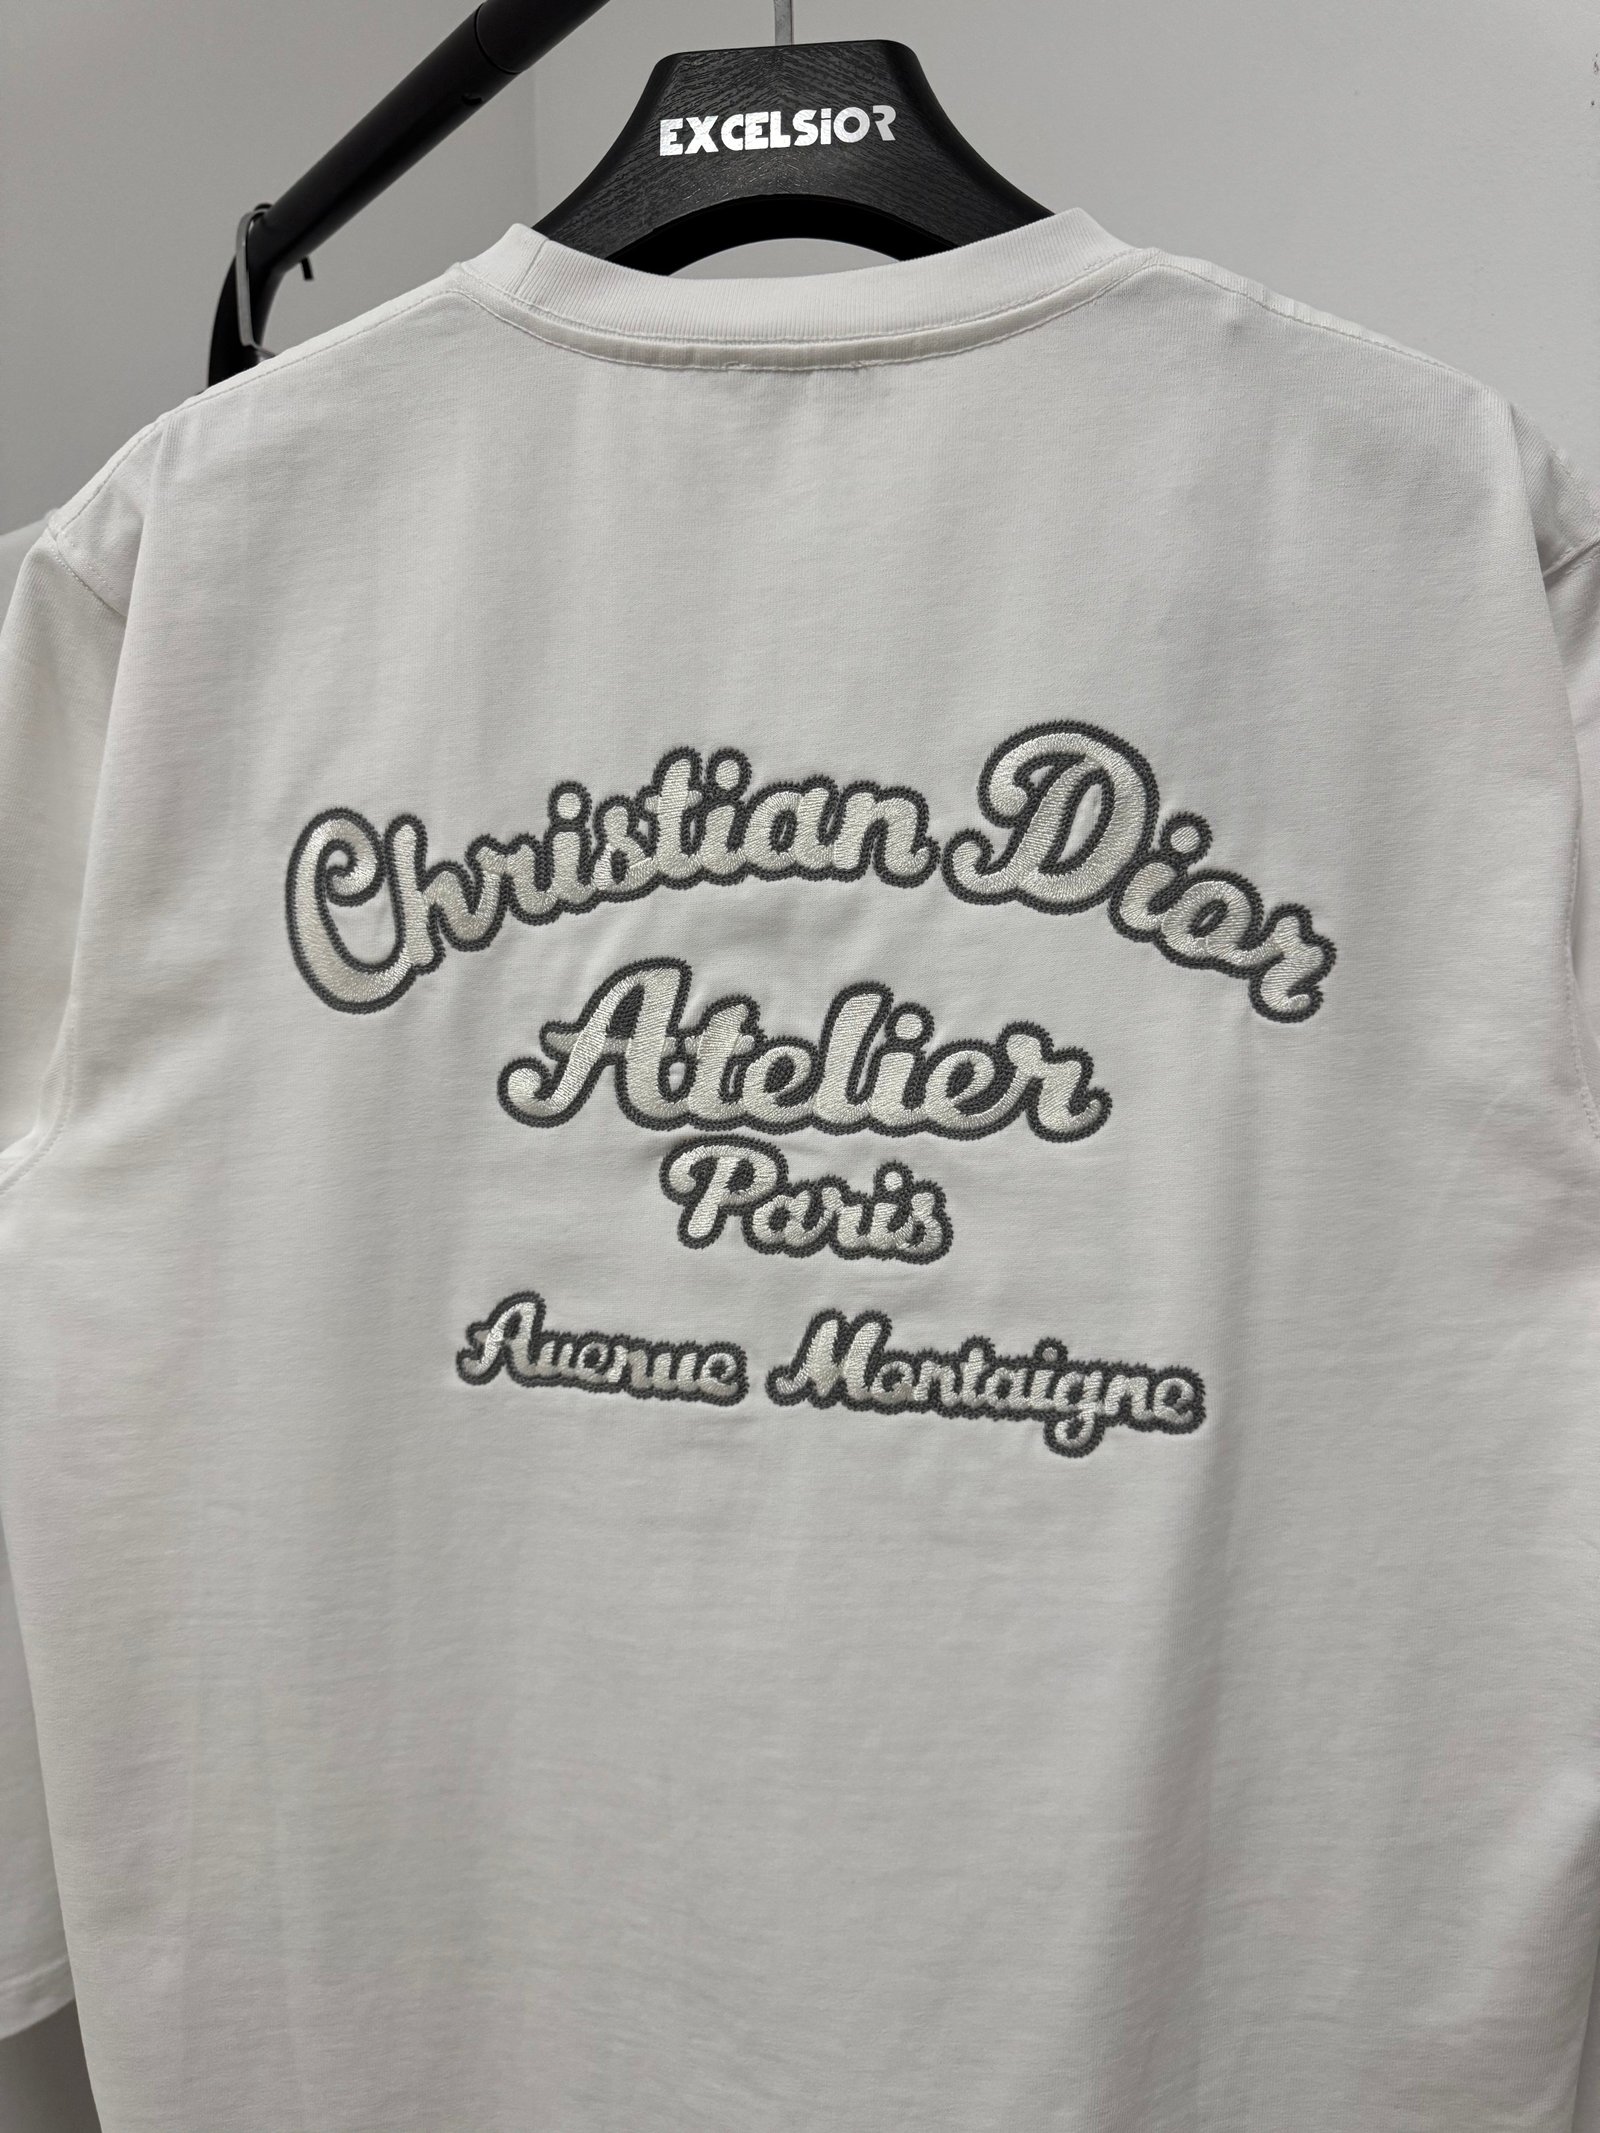 EXCELSiOR
Christian Dior
Atelier
Paris
Avenue Montaigne